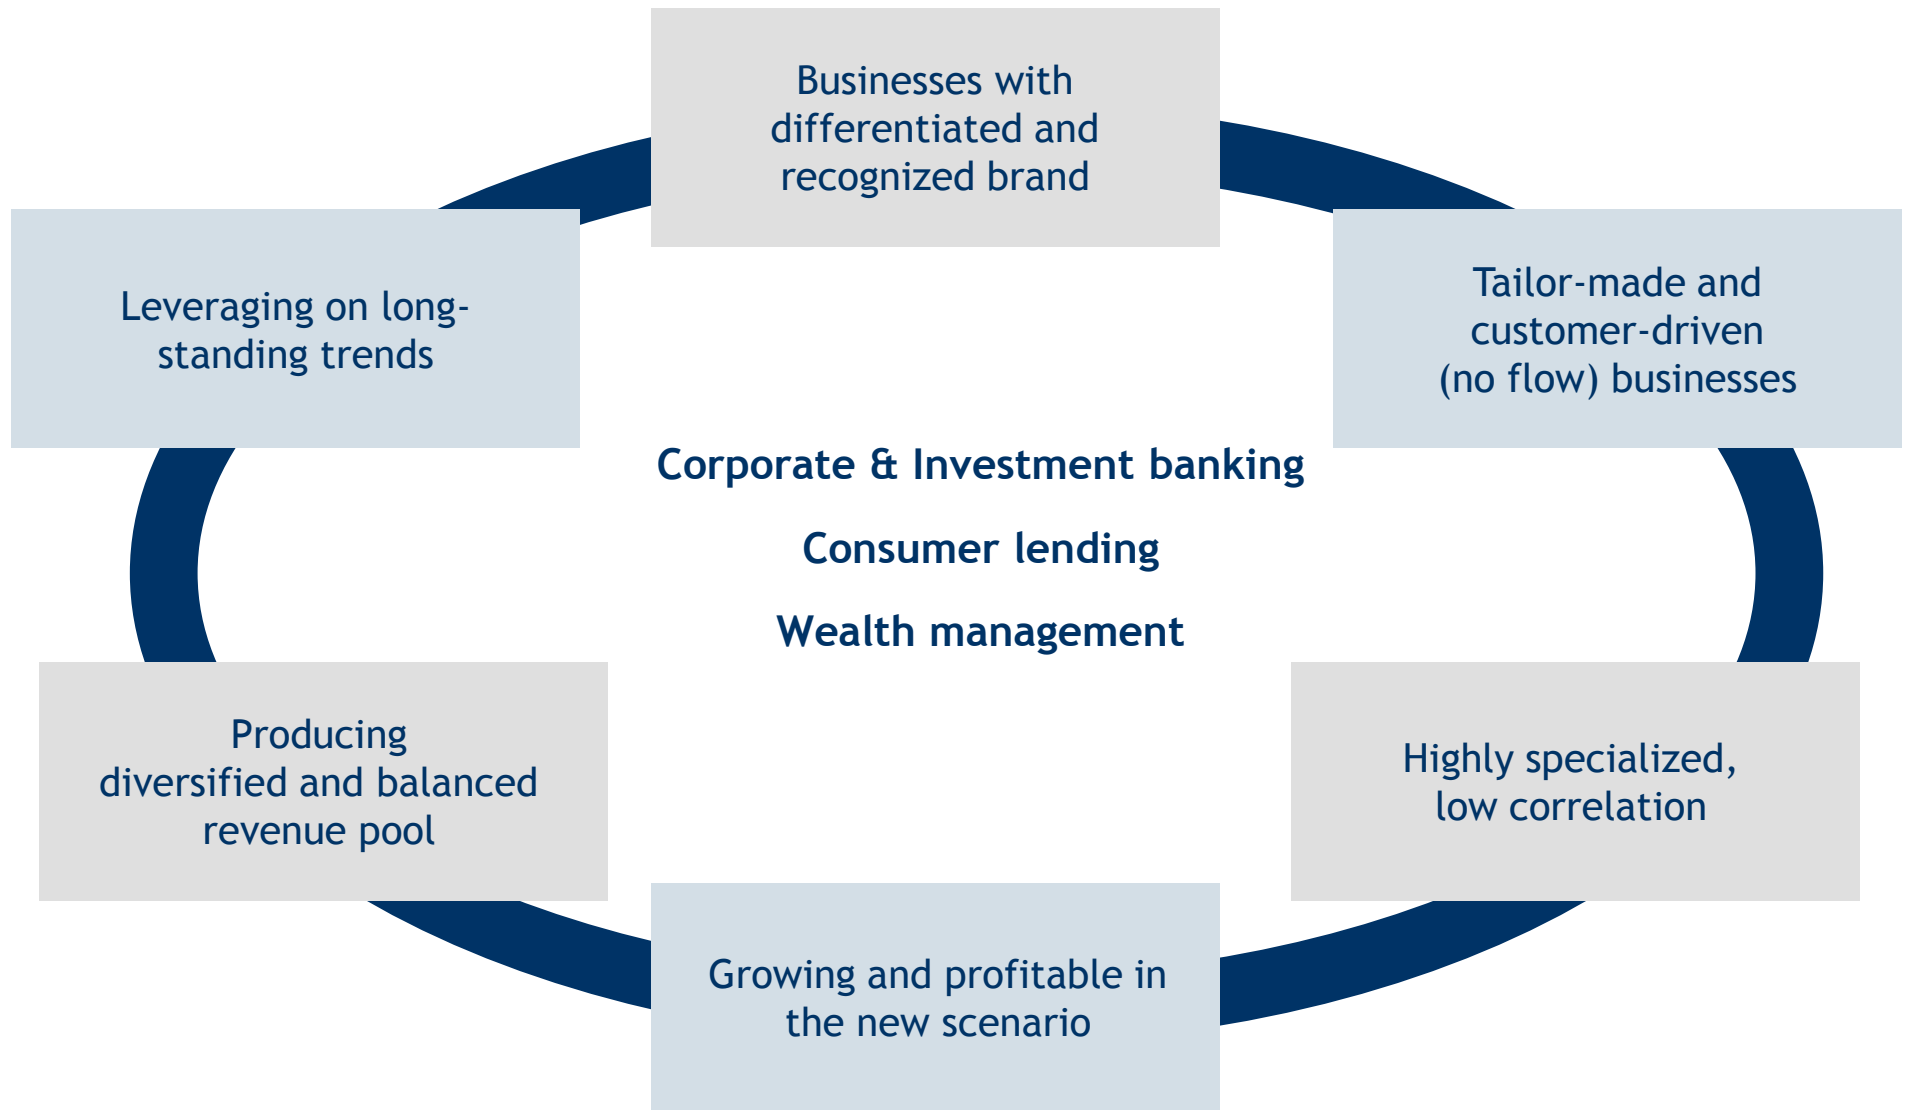 Businesses with
differentiated and
recognized brand
Leveraging on long-
standing trends
Tailor-made and
customer-driven
(no flow) businesses
Corporate & Investment banking
Consumer lending
Wealth management
Producing
diversified and balanced
revenue pool
Highly specialized,
low correlation
Growing and profitable in
the new scenario